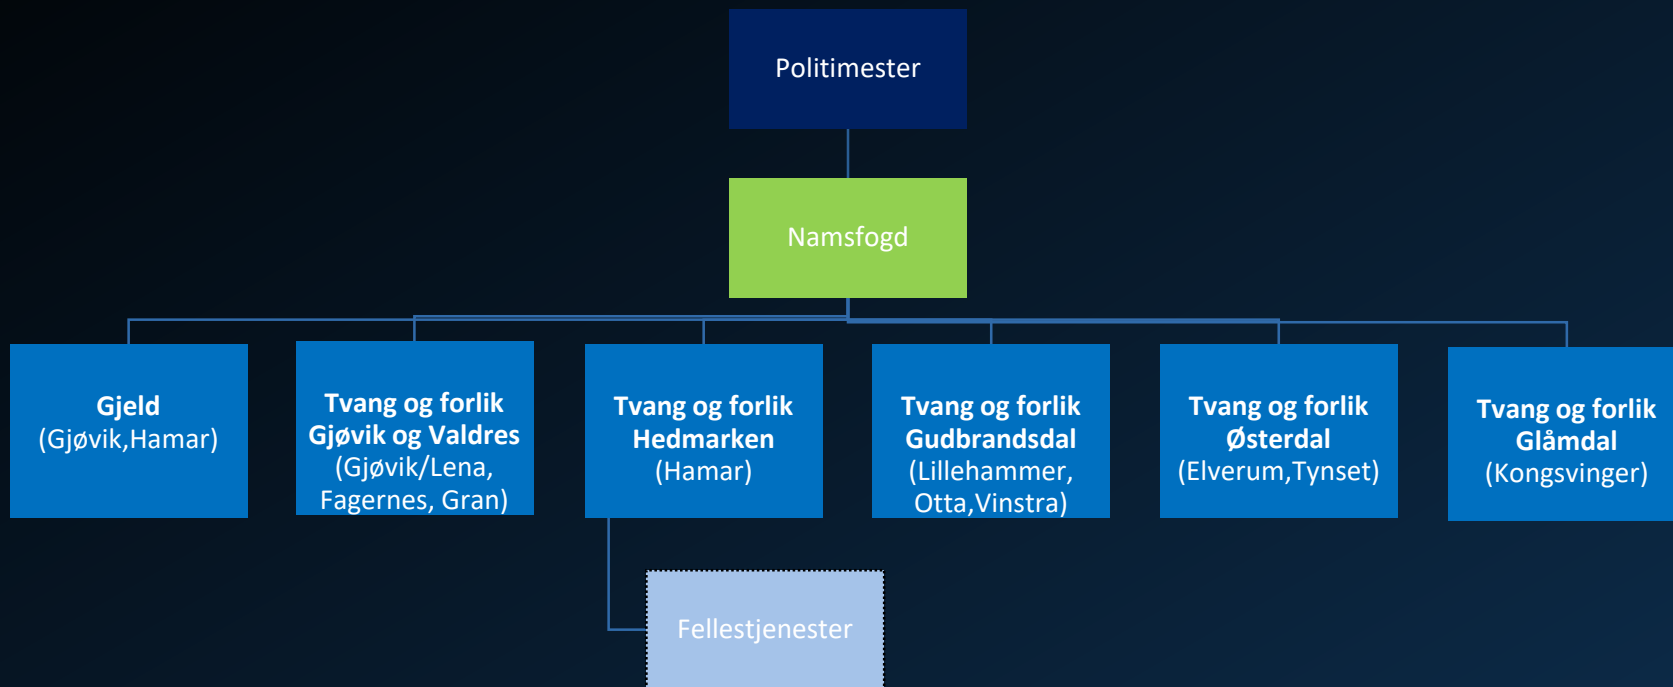 Politimester
Namsfogd
Gjeld
(Gjøvik,Hamar)
Tvang og forlik
Gjøvik og Valdres
(Gjøvik/Lena,
Fagernes, Gran)
Tvang og forlik
Hedmarken
(Hamar)
Tvang og forlik
Gudbrandsdal
(Lillehammer,
Otta,Vinstra)
Tvang og forlik
Østerdal
(Elverum,Tynset)
Tvang og forlik
Glåmdal
(Kongsvinger)
Fellestjenester